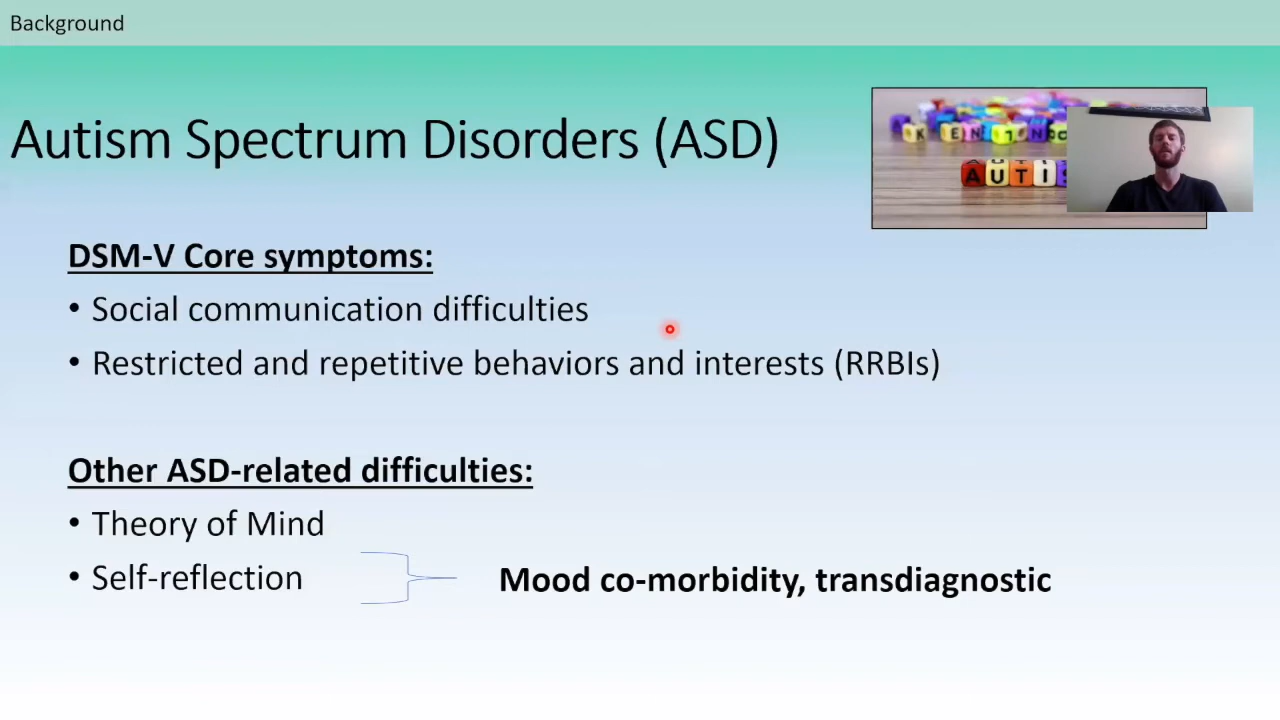 Background
Autism Spectrum Disorders (ASD)
DSM-V Core symptoms:
• Social communication difficulties
• Restricted and repetitive behaviors and interests (RRBIs)
Other ASD-related difficulties:
• Theory of Mind
• Self-reflection
Mood co-morbidity, transdiagnostic